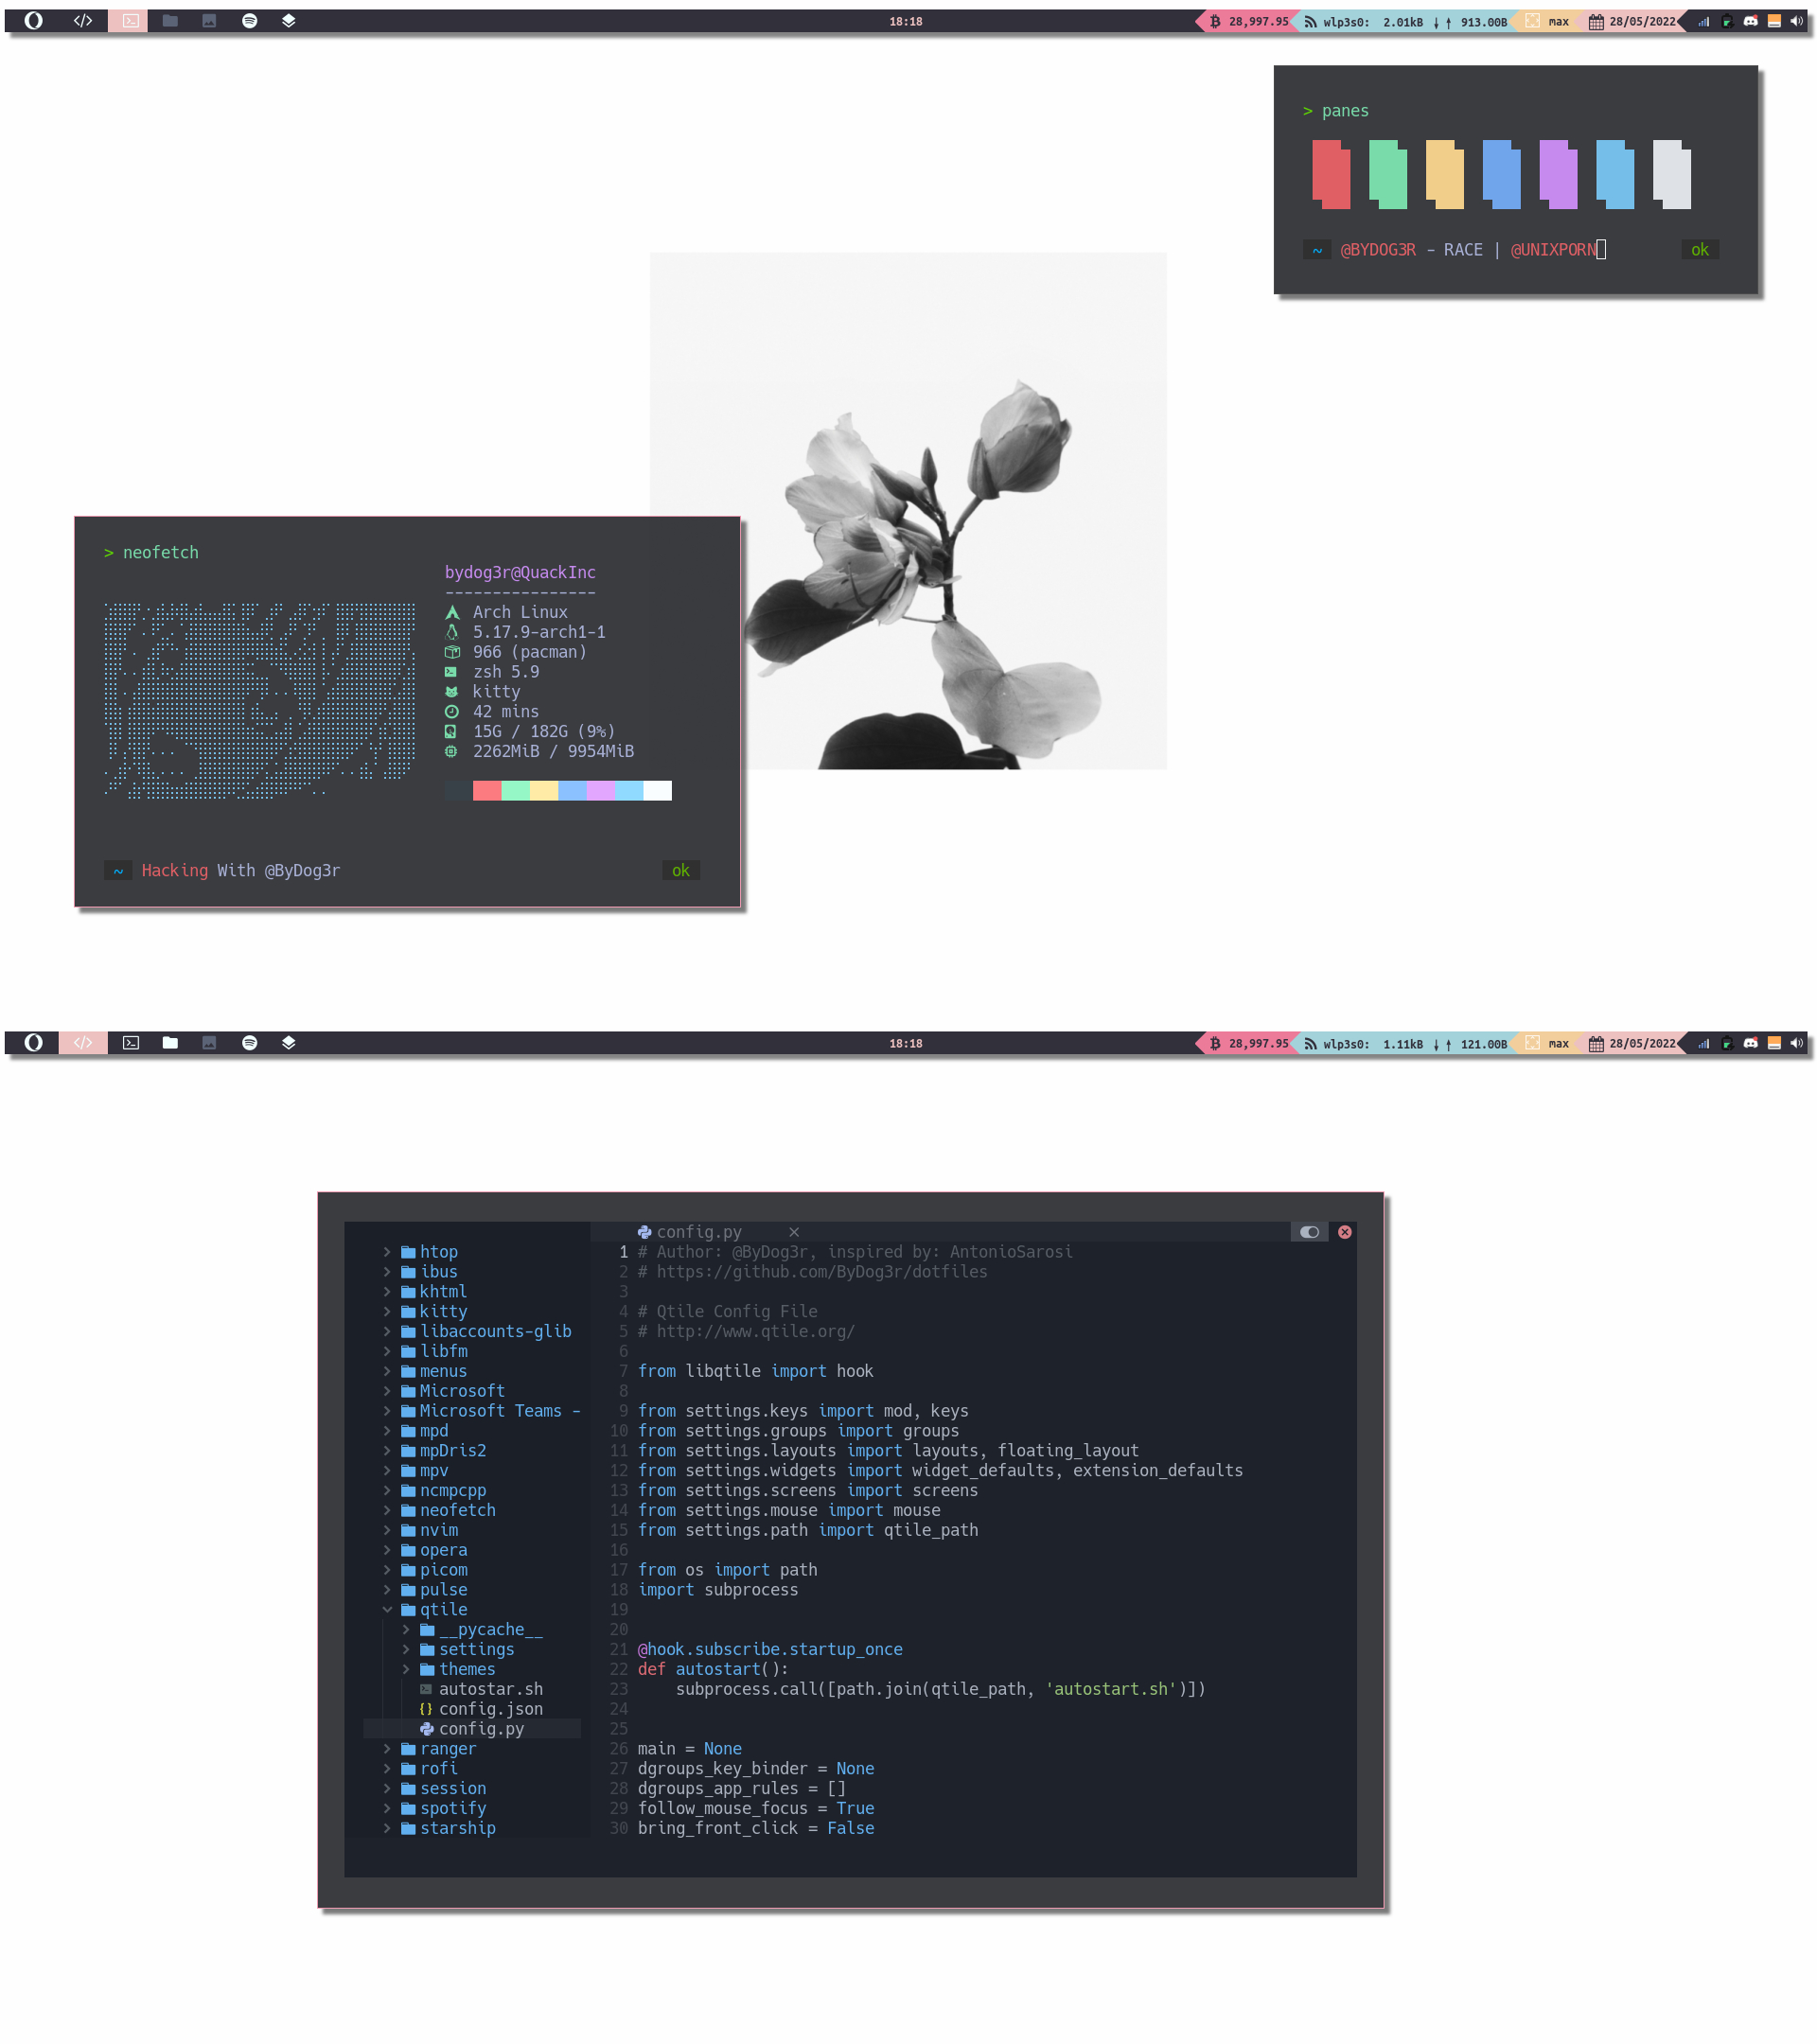 18:18
28,997.95 wlp3s0: 2.01kB ↓↑ 913.00B max 28/05/2022
> panes
~ @BYDOG3R - RACE | @UNIXPORN ok
> neofetch
bydog3r@QuackInc
----------------
Arch Linux
5.17.9-arch1-1
966 (pacman)
zsh 5.9
kitty
42 mins
15G / 182G (9%)
2262MiB / 9954MiB
~ Hacking With @ByDog3r ok
18:18
28,997.95 wlp3s0: 1.11kB ↓↑ 121.00B max 28/05/2022
htop
ibus
khtml
kitty
libaccounts-glib
libfm
menus
Microsoft
Microsoft Teams -
mpd
mpDris2
mpv
ncmpcpp
neofetch
nvim
opera
picom
pulse
qtile
__pycache__
settings
themes
autostar.sh
config.json
config.py
ranger
rofi
session
spotify
starship
config.py ×
1 # Author: @ByDog3r, inspired by: AntonioSarosi
2 # https://github.com/ByDog3r/dotfiles
3
4 # Qtile Config File
5 # http://www.qtile.org/
6
7 from libqtile import hook
8
9 from settings.keys import mod, keys
10 from settings.groups import groups
11 from settings.layouts import layouts, floating_layout
12 from settings.widgets import widget_defaults, extension_defaults
13 from settings.screens import screens
14 from settings.mouse import mouse
15 from settings.path import qtile_path
16
17 from os import path
18 import subprocess
19
20
21 @hook.subscribe.startup_once
22 def autostart():
23     subprocess.call([path.join(qtile_path, 'autostart.sh')])
24
25
26 main = None
27 dgroups_key_binder = None
28 dgroups_app_rules = []
29 follow_mouse_focus = True
30 bring_front_click = False